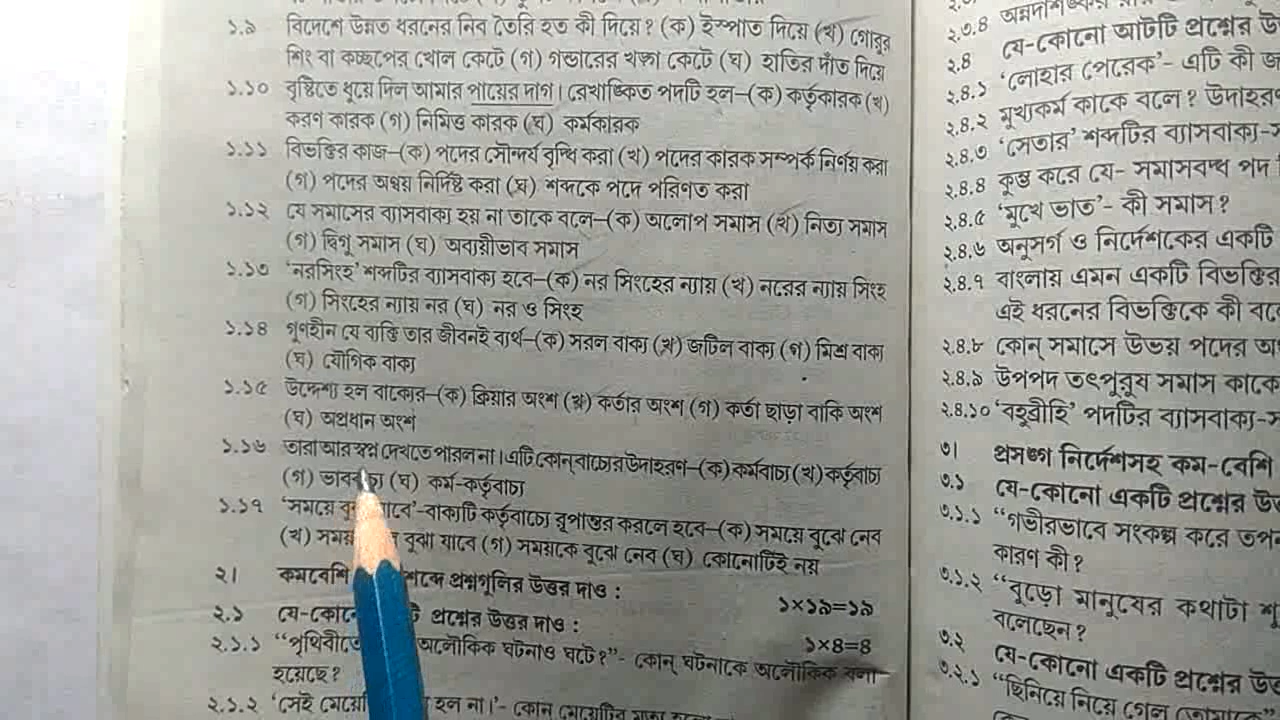 ১.৯ বিদেশে উন্নত ধরনের নিব তৈরি হত কী দিয়ে? (ক) ইস্পাত দিয়ে (খ) গোরুর
শিং বা কচ্ছপের খোল কেটে (গ) গন্ডারের খড়্গ কেটে (ঘ) হাতির দাঁত দিয়ে
১.১০ বৃষ্টিতে ধুয়ে দিল আমার পায়ের দাগ। রেখাঙ্কিত পদটি হল–(ক) কর্তৃকারক (খ)
করণ কারক (গ) নিমিত্ত কারক (ঘ) কর্মকারক
১.১১ বিভক্তির কাজ–(ক) পদের সৌন্দর্য বৃদ্ধি করা (খ) পদের কারক সম্পর্ক নির্ণয় করা
(গ) পদের অন্বয় নির্দিষ্ট করা (ঘ) শব্দকে পদে পরিণত করা
১.১২ যে সমাসের ব্যাসবাক্য হয় না তাকে বলে–(ক) অলোপ সমাস (খ) নিত্য সমাস
(গ) দ্বিগু সমাস (ঘ) অব্যয়ীভাব সমাস
১.১৩ ‘নরসিংহ’ শব্দটির ব্যাসবাক্য হবে–(ক) নর সিংহের ন্যায় (খ) নরের ন্যায় সিংহ
(গ) সিংহের ন্যায় নর (ঘ) নর ও সিংহ
১.১৪ গুণহীন যে ব্যক্তি তার জীবনই ব্যর্থ–(ক) সরল বাক্য (খ) জটিল বাক্য (গ) মিশ্র বাক্য
(ঘ) যৌগিক বাক্য
১.১৫ উদ্দেশ্য হল বাক্যের–(ক) ক্রিয়ার অংশ (খ) কর্তার অংশ (গ) কর্তা ছাড়া বাকি অংশ
(ঘ) অপ্রধান অংশ
১.১৬ তারা আর স্বপ্ন দেখতে পারল না। এটি কোন্ বাচ্যের উদাহরণ–(ক) কর্মবাচ্য (খ) কর্তৃবাচ্য
(গ) (ঘ) কর্ম-কর্তৃবাচ্য
১.১৭ ‘সময়ে যাবে’-বাক্যটি কর্তৃবাচ্যে রূপান্তর করলে হবে–(ক) সময়ে বুঝে নেব
(খ) বুঝা যাবে (গ) সময়কে বুঝে নেব (ঘ) কোনোটিই নয়
২। কমবেশি প্রশ্নগুলির উত্তর দাও : ১×১৯=১৯
২.১ প্রশ্নের উত্তর দাও : ১×৪=৪
২.১.১ “পৃথিবীতে অলৌকিক ঘটনাও ঘটে?”- কোন্ ঘটনাকে অলৌকিক বলা
হয়েছে?
২.১.২ ‘সেই হল না।’- কোন
২.৩.৪
২.৪ যে-কোনো আটটি প্রশ্নের
২.৪.১ ‘লোহার পেরেক’- এটি কী
২.৪.২ মুখ্যকর্ম কাকে বলে?
২.৪.৩ ‘সেতার’ শব্দটির ব্যাসবাক্য-
২.৪.৪ কুম্ভ করে যে- সমাসবদ্ধ পদ
২.৪.৫ ‘মুখে ভাত’- কী সমাস?
২.৪.৬ অনুসর্গ ও নির্দেশকের একটি
২.৪.৭ বাংলায় এমন একটি বিভক্তির
এই ধরনের বিভক্তিকে কী
২.৪.৮ কোন্ সমাসে উভয় পদের
২.৪.৯ উপপদ তৎপুরুষ সমাস কাকে
২.৪.১০ ‘বহুব্রীহি’ পদটির ব্যাসবাক্য-
৩। প্রসঙ্গ নির্দেশসহ কম-বেশি
৩.১ যে-কোনো একটি প্রশ্নের
৩.১.১ “গভীরভাবে সংকল্প করে
কারণ কী?
৩.১.২ “বুড়ো মানুষের কথাটা
বলেছেন?
৩.২ যে-কোনো একটি প্রশ্নের
৩.২.১ “ছিনিয়ে নিয়ে গেল